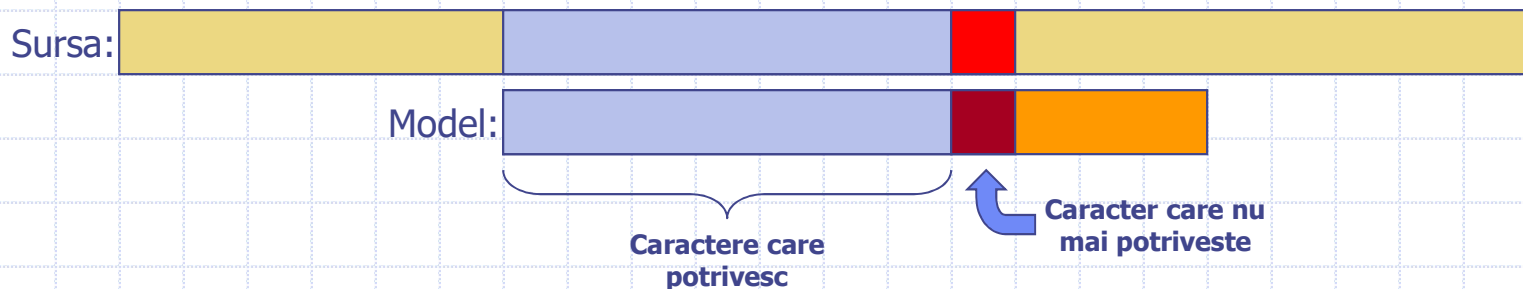 Sursa:
Model:
Caractere care
potrivesc
Caracter care nu
mai potriveste